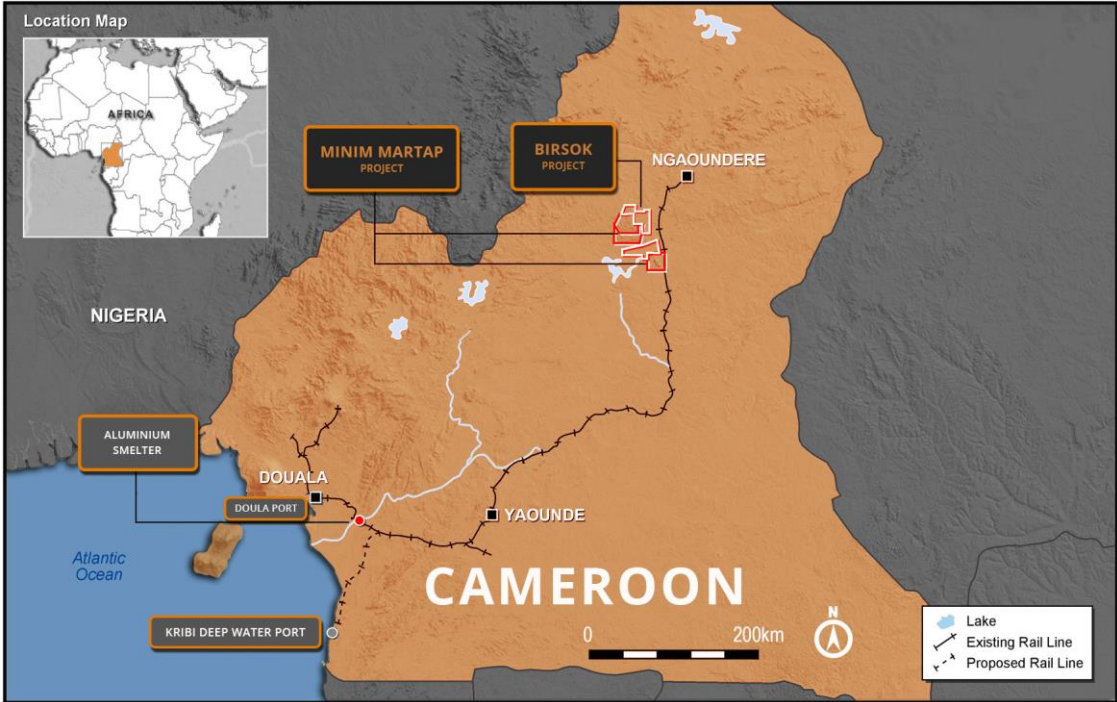 Location Map
AFRICA
MINIM MARTAP
PROJECT
BIRSOK
PROJECT
NGAOUNDERE
NIGERIA
ALUMINIUM
SMELTER
DOUALA
DOULA PORT
YAOUNDE
Atlantic
Ocean
CAMEROON
KRIBI DEEP WATER PORT
0 200km
N
Lake
Existing Rail Line
Proposed Rail Line